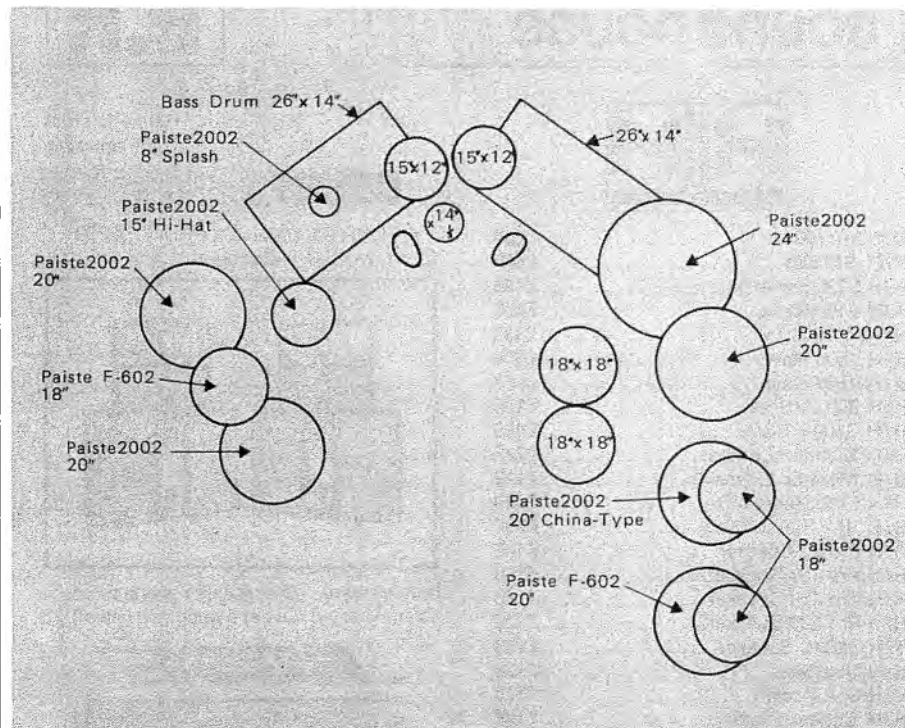 Bass Drum 26"x 14"
Paiste2002
8" Splash
Paiste2002
15" Hi-Hat
Paiste2002
20"
Paiste F-602
18"
Paiste2002
20"
15"x12"
15"x12"
x 14"
26"x 14"
Paiste2002
24"
Paiste2002
20"
18"x 18"
18"x 18"
Paiste2002
20" China-Type
Paiste2002
18"
Paiste F-602
20"